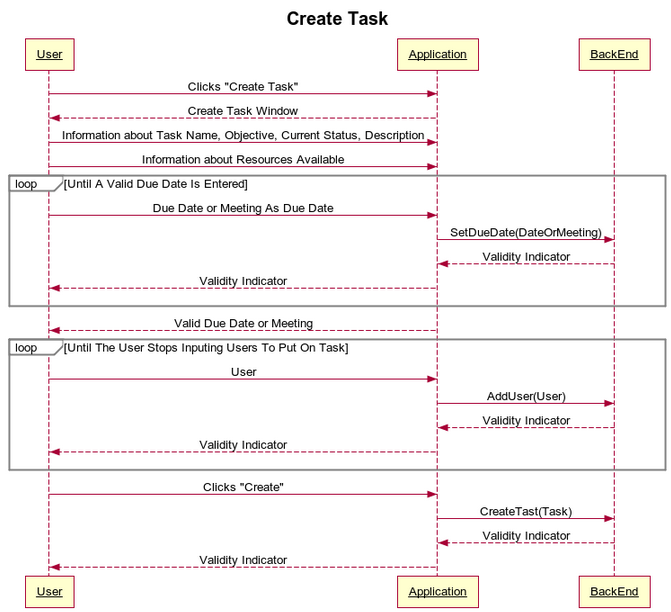 Create Task
User Application BackEnd
Clicks "Create Task"
Create Task Window
Information about Task Name, Objective, Current Status, Description
Information about Resources Available
loop [Until A Valid Due Date Is Entered]
Due Date or Meeting As Due Date
SetDueDate(DateOrMeeting)
Validity Indicator
Validity Indicator
Valid Due Date or Meeting
loop [Until The User Stops Inputing Users To Put On Task]
User
AddUser(User)
Validity Indicator
Validity Indicator
Clicks "Create"
CreateTast(Task)
Validity Indicator
Validity Indicator
User Application BackEnd